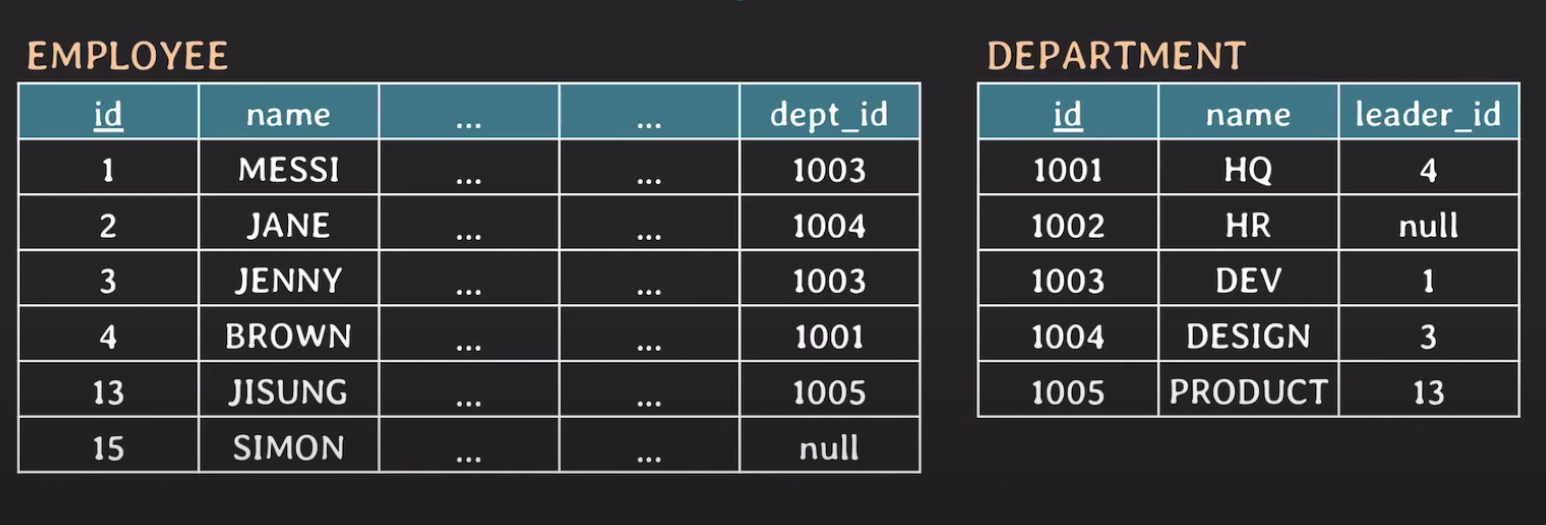 EMPLOYEE
id name ... ... dept_id
1 MESSI ... ... 1003
2 JANE ... ... 1004
3 JENNY ... ... 1003
4 BROWN ... ... 1001
13 JISUNG ... ... 1005
15 SIMON ... ... null
DEPARTMENT
id name leader_id
1001 HQ 4
1002 HR null
1003 DEV 1
1004 DESIGN 3
1005 PRODUCT 13